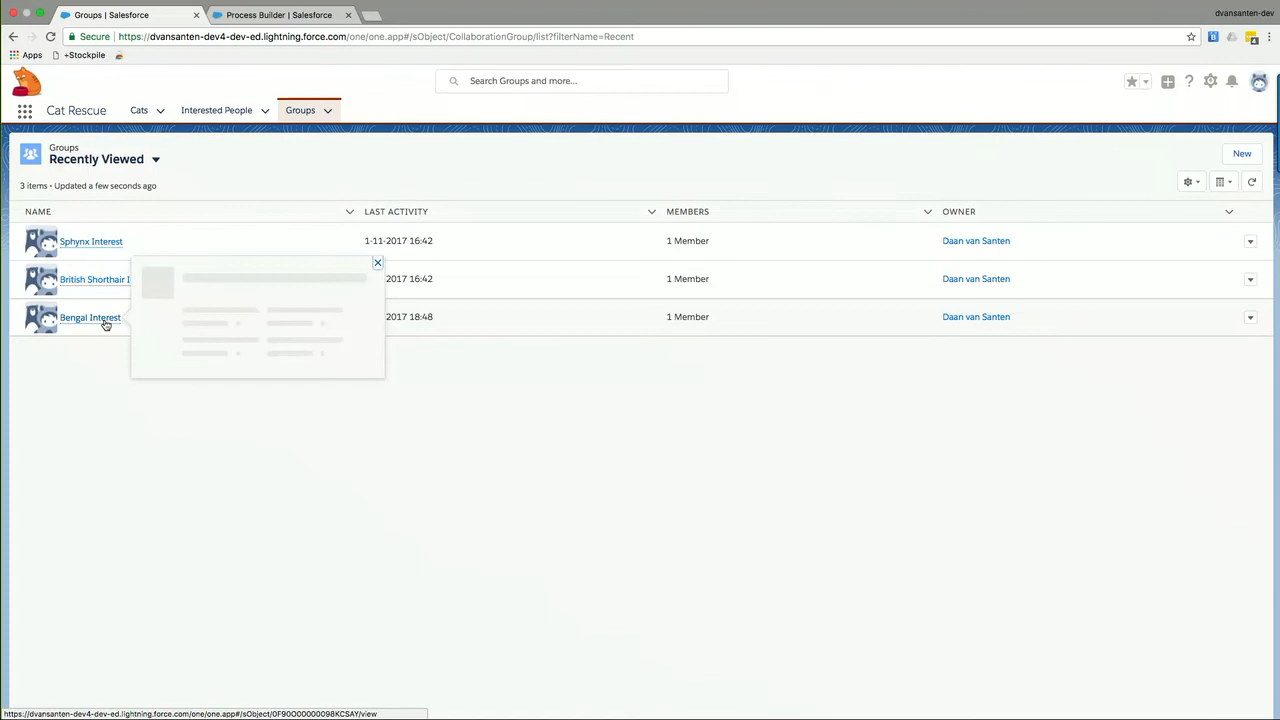 Groups | Salesforce
Process Builder | Salesforce
dvansanten-dev
Secure
https://dvansanten-dev4-dev-ed.lightning.force.com/one/one.app#/sObject/CollaborationGroup/list?filterName=Recent
Apps
+Stockpile
Search Groups and more...
Cat Rescue
Cats
Interested People
Groups
Groups
Recently Viewed
New
3 items • Updated a few seconds ago
NAME
LAST ACTIVITY
MEMBERS
OWNER
Sphynx Interest
1-11-2017 16:42
1 Member
Daan van Santen
British Shorthair I
2017 16:42
1 Member
Daan van Santen
Bengal Interest
2017 18:48
1 Member
Daan van Santen
https://dvansanten-dev4-dev-ed.lightning.force.com/one/one.app#/sObject/0F9O0000000098KCSAY/view